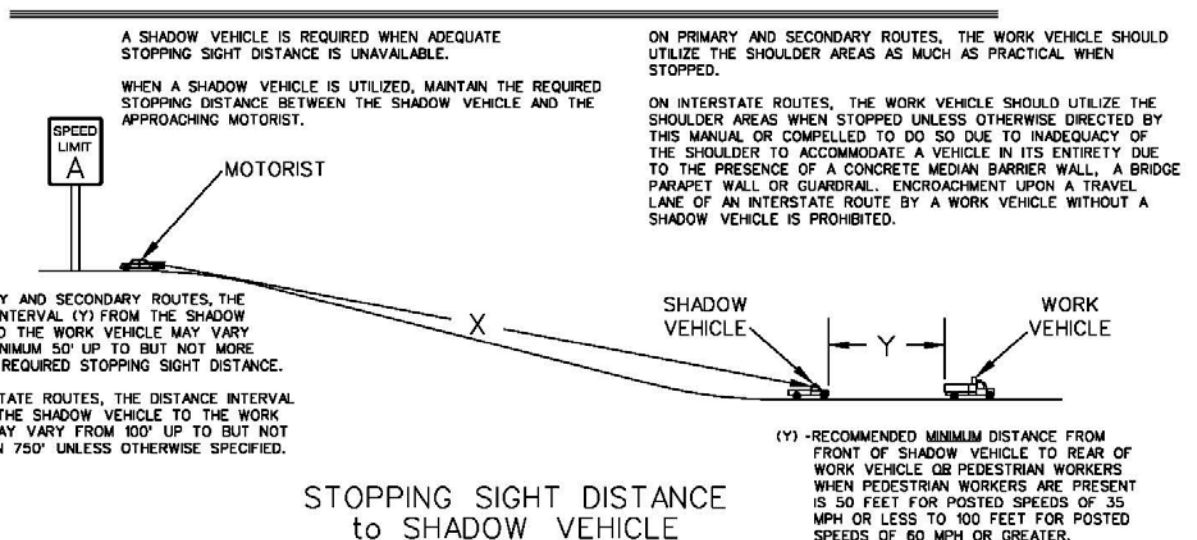 A SHADOW VEHICLE IS REQUIRED WHEN ADEQUATE
STOPPING SIGHT DISTANCE IS UNAVAILABLE.
WHEN A SHADOW VEHICLE IS UTILIZED, MAINTAIN THE REQUIRED
STOPPING DISTANCE BETWEEN THE SHADOW VEHICLE AND THE
APPROACHING MOTORIST.
ON PRIMARY AND SECONDARY ROUTES, THE WORK VEHICLE SHOULD
UTILIZE THE SHOULDER AREAS AS MUCH AS PRACTICAL WHEN
STOPPED.
ON INTERSTATE ROUTES, THE WORK VEHICLE SHOULD UTILIZE THE
SHOULDER AREAS WHEN STOPPED UNLESS OTHERWISE DIRECTED BY
THIS MANUAL OR COMPELLED TO DO SO DUE TO INADEQUACY OF
THE SHOULDER TO ACCOMMODATE A VEHICLE IN ITS ENTIRETY DUE
TO THE PRESENCE OF A CONCRETE MEDIAN BARRIER WALL, A BRIDGE
PARAPET WALL OR GUARDRAIL. ENCROACHMENT UPON A TRAVEL
LANE OF AN INTERSTATE ROUTE BY A WORK VEHICLE WITHOUT A
SHADOW VEHICLE IS PROHIBITED.
SPEED
LIMIT
A
MOTORIST
Y AND SECONDARY ROUTES, THE
NTERVAL (Y) FROM THE SHADOW
THE WORK VEHICLE MAY VARY
NIMUM 50' UP TO BUT NOT MORE
REQUIRED STOPPING SIGHT DISTANCE.
TATE ROUTES, THE DISTANCE INTERVAL
THE SHADOW VEHICLE TO THE WORK
AY VARY FROM 100' UP TO BUT NOT
N 750' UNLESS OTHERWISE SPECIFIED.
X
SHADOW
VEHICLE
Y
WORK
VEHICLE
(Y) -RECOMMENDED MINIMUM DISTANCE FROM
FRONT OF SHADOW VEHICLE TO REAR OF
WORK VEHICLE OR PEDESTRIAN WORKERS
WHEN PEDESTRIAN WORKERS ARE PRESENT
IS 50 FEET FOR POSTED SPEEDS OF 35
MPH OR LESS TO 100 FEET FOR POSTED
SPEEDS OF 60 MPH OR GREATER.
STOPPING SIGHT DISTANCE
to SHADOW VEHICLE